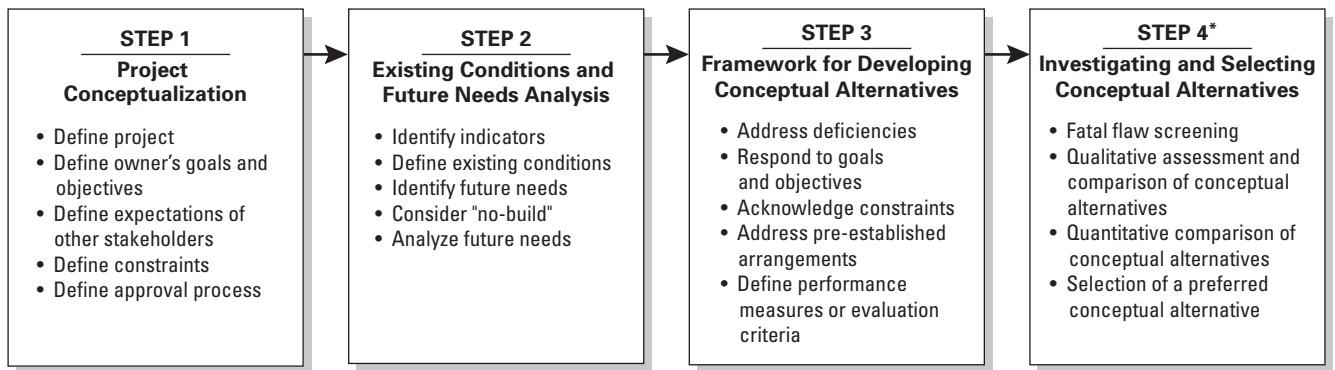 STEP 1
Project
Conceptualization
• Define project
• Define owner's goals and
objectives
• Define expectations of
other stakeholders
• Define constraints
• Define approval process
STEP 2
Existing Conditions and
Future Needs Analysis
• Identify indicators
• Define existing conditions
• Identify future needs
• Consider "no-build"
• Analyze future needs
STEP 3
Framework for Developing
Conceptual Alternatives
• Address deficiencies
• Respond to goals
and objectives
• Acknowledge constraints
• Address pre-established
arrangements
• Define performance
measures or evaluation
criteria
STEP 4*
Investigating and Selecting
Conceptual Alternatives
• Fatal flaw screening
• Qualitative assessment and
comparison of conceptual
alternatives
• Quantitative comparison of
conceptual alternatives
• Selection of a preferred
conceptual alternative